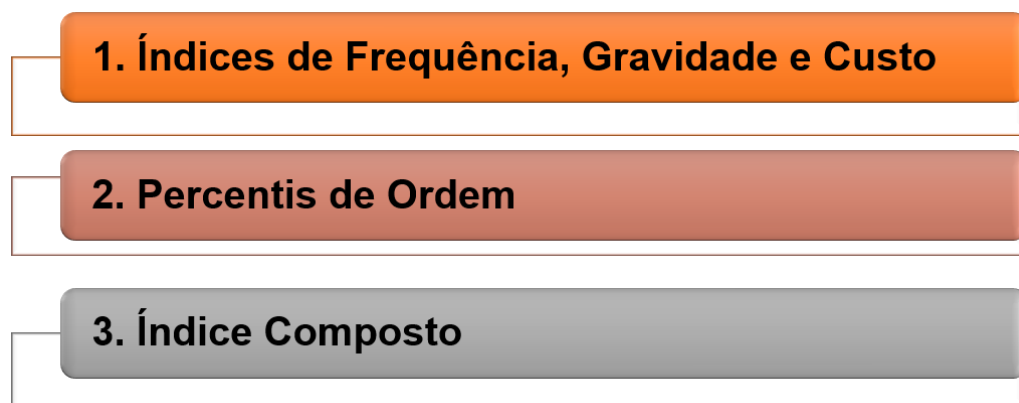 1. Índices de Frequência, Gravidade e Custo
2. Percentis de Ordem
3. Índice Composto